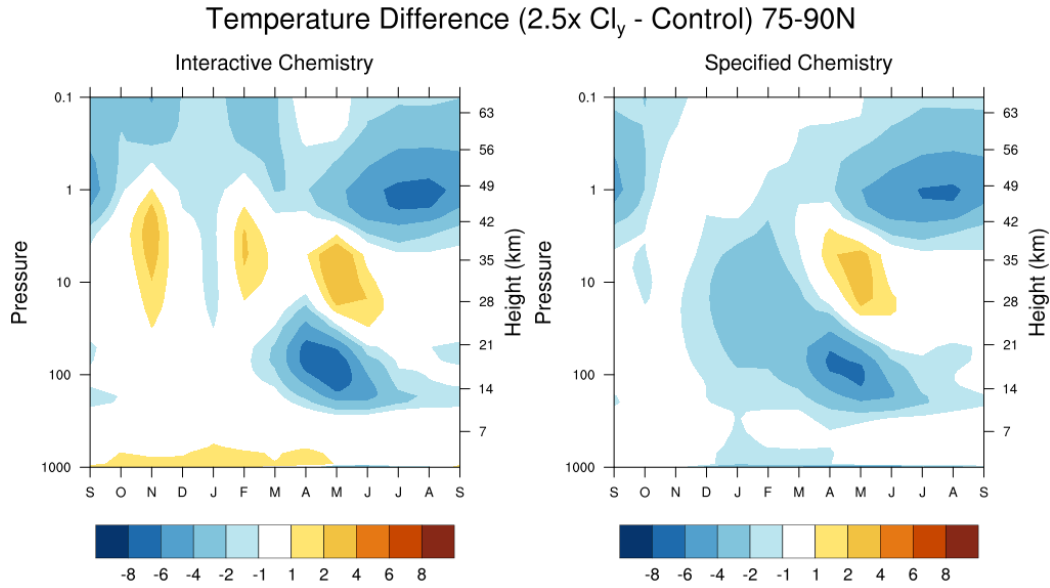 Temperature Difference (2.5x Cly - Control) 75-90N
Interactive Chemistry
Pressure
0.1
1
10
100
1000
63
56
49
42
35
28
21
14
7
Height (km)
S O N D J F M A M J J A S
-8 -6 -4 -2 -1 1 2 4 6 8
Specified Chemistry
Pressure
0.1
1
10
100
1000
63
56
49
42
35
28
21
14
7
Height (km)
S O N D J F M A M J J A S
-8 -6 -4 -2 -1 1 2 4 6 8